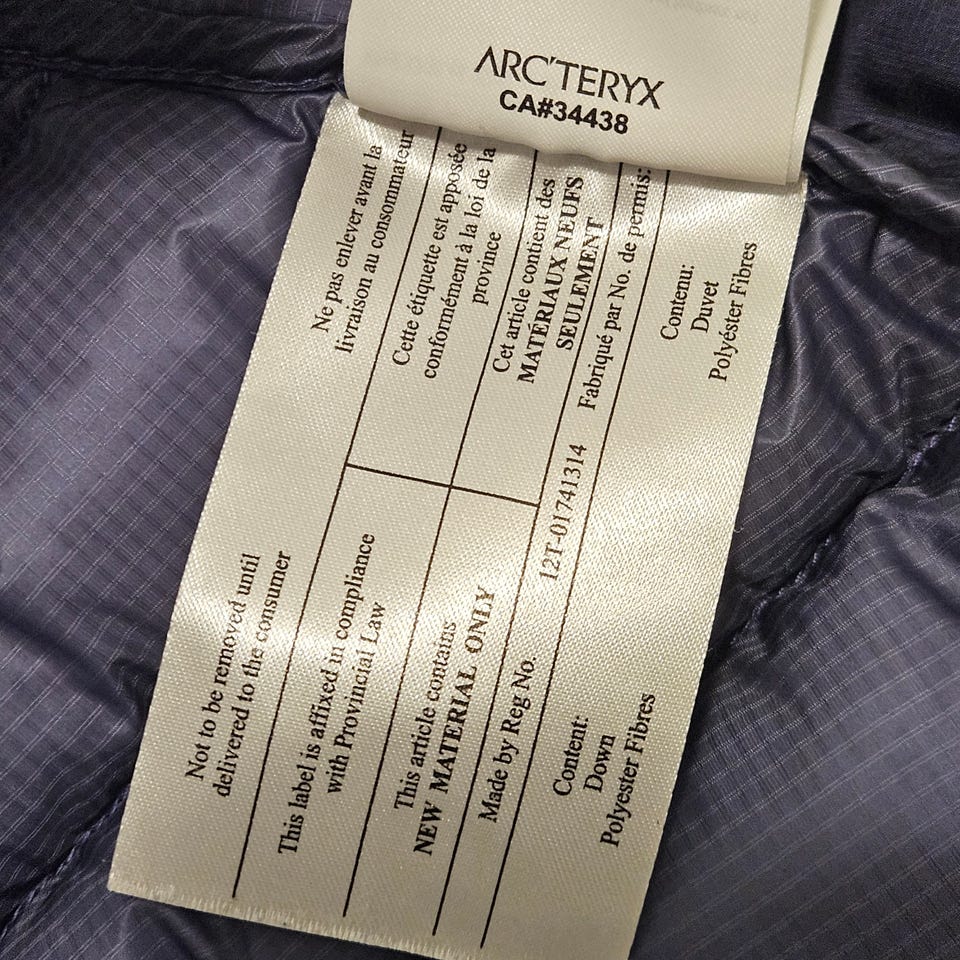 ARC'TERYX
CA#34438
Not to be removed until
delivered to the consumer
Ne pas enlever avant la
livraison au consommateur
This label is affixed in compliance
with Provincial Law
Cette étiquette est apposée
conformément à la loi de la
province
This article contains
NEW MATERIAL ONLY
Cet article contient des
MATÉRIAUX NEUFS
SEULEMENT
Made by Reg No. 12T-01741314 Fabriqué par No. de permis:
Content:
Down
Polyester Fibres
Contenu:
Duvet
Polyéster Fibres